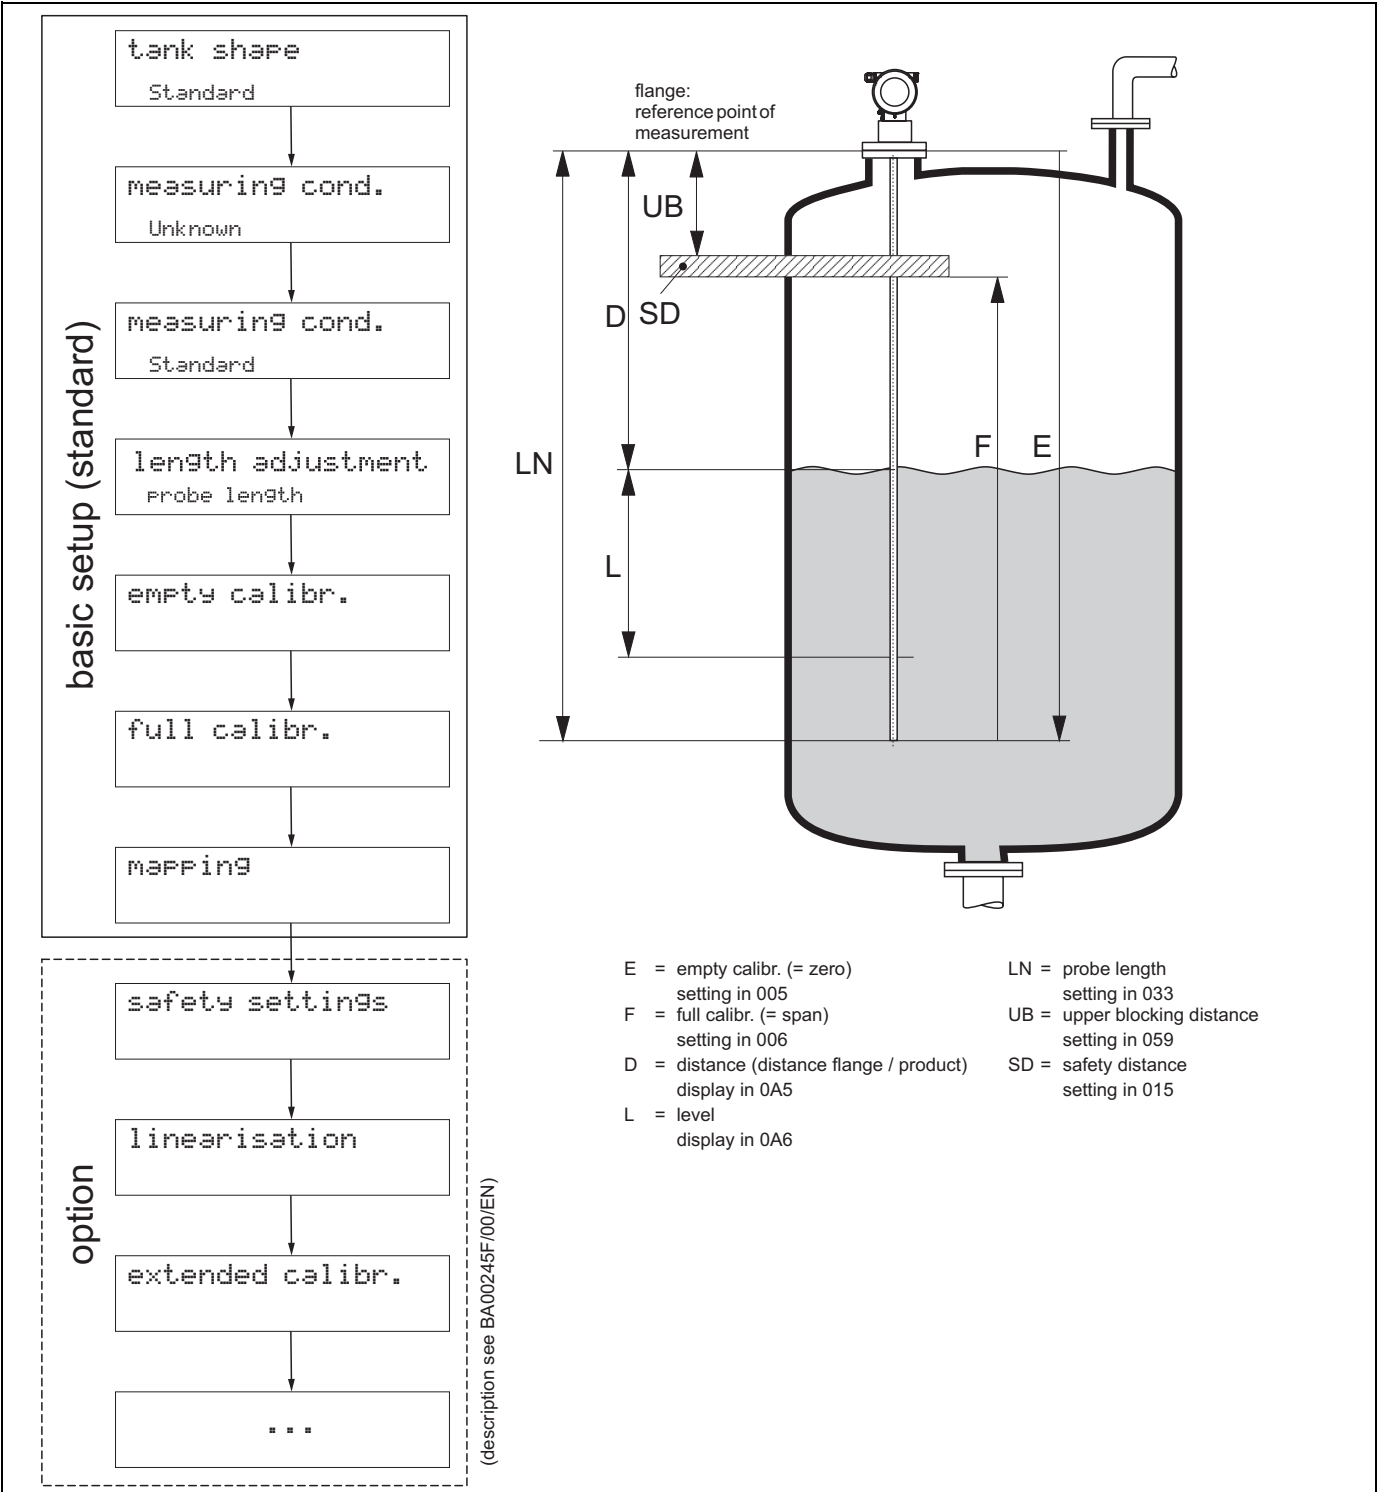 tank shape
Standard
measuring cond.
Unknown
measuring cond.
Standard
length adjustment
probe length
empty calibr.
full calibr.
mapping
basic setup (standard)
safety settings
linearisation
extended calibr.
...
option
(description see BA00245F/00/EN)
flange:
reference point of
measurement
UB
D
SD
LN
F
E
L
E = empty calibr. (= zero)
setting in 005
F = full calibr. (= span)
setting in 006
D = distance (distance flange / product)
display in 0A5
L = level
display in 0A6
LN = probe length
setting in 033
UB = upper blocking distance
setting in 059
SD = safety distance
setting in 015